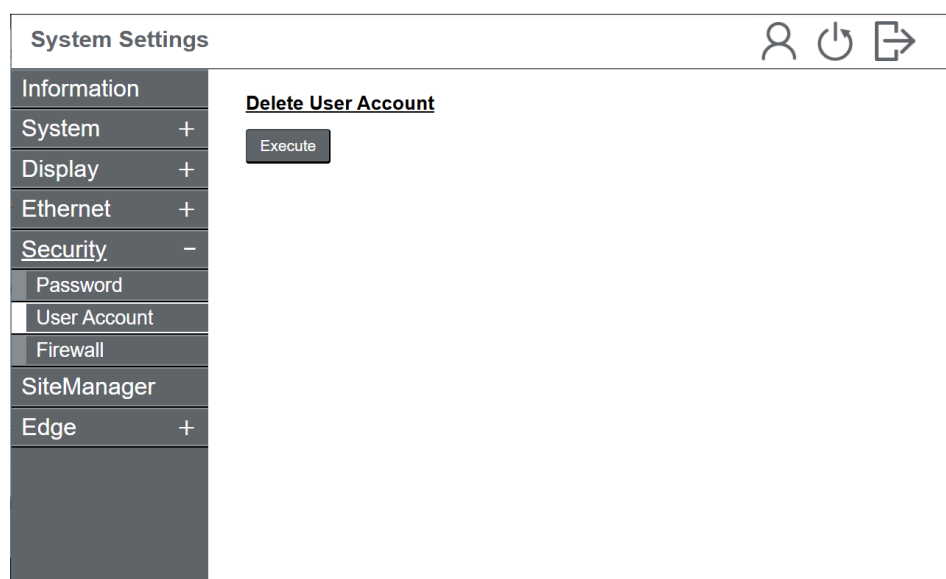 System Settings
Information
System +
Display +
Ethernet +
Security -
Password
User Account
Firewall
SiteManager
Edge +
Delete User Account
Execute